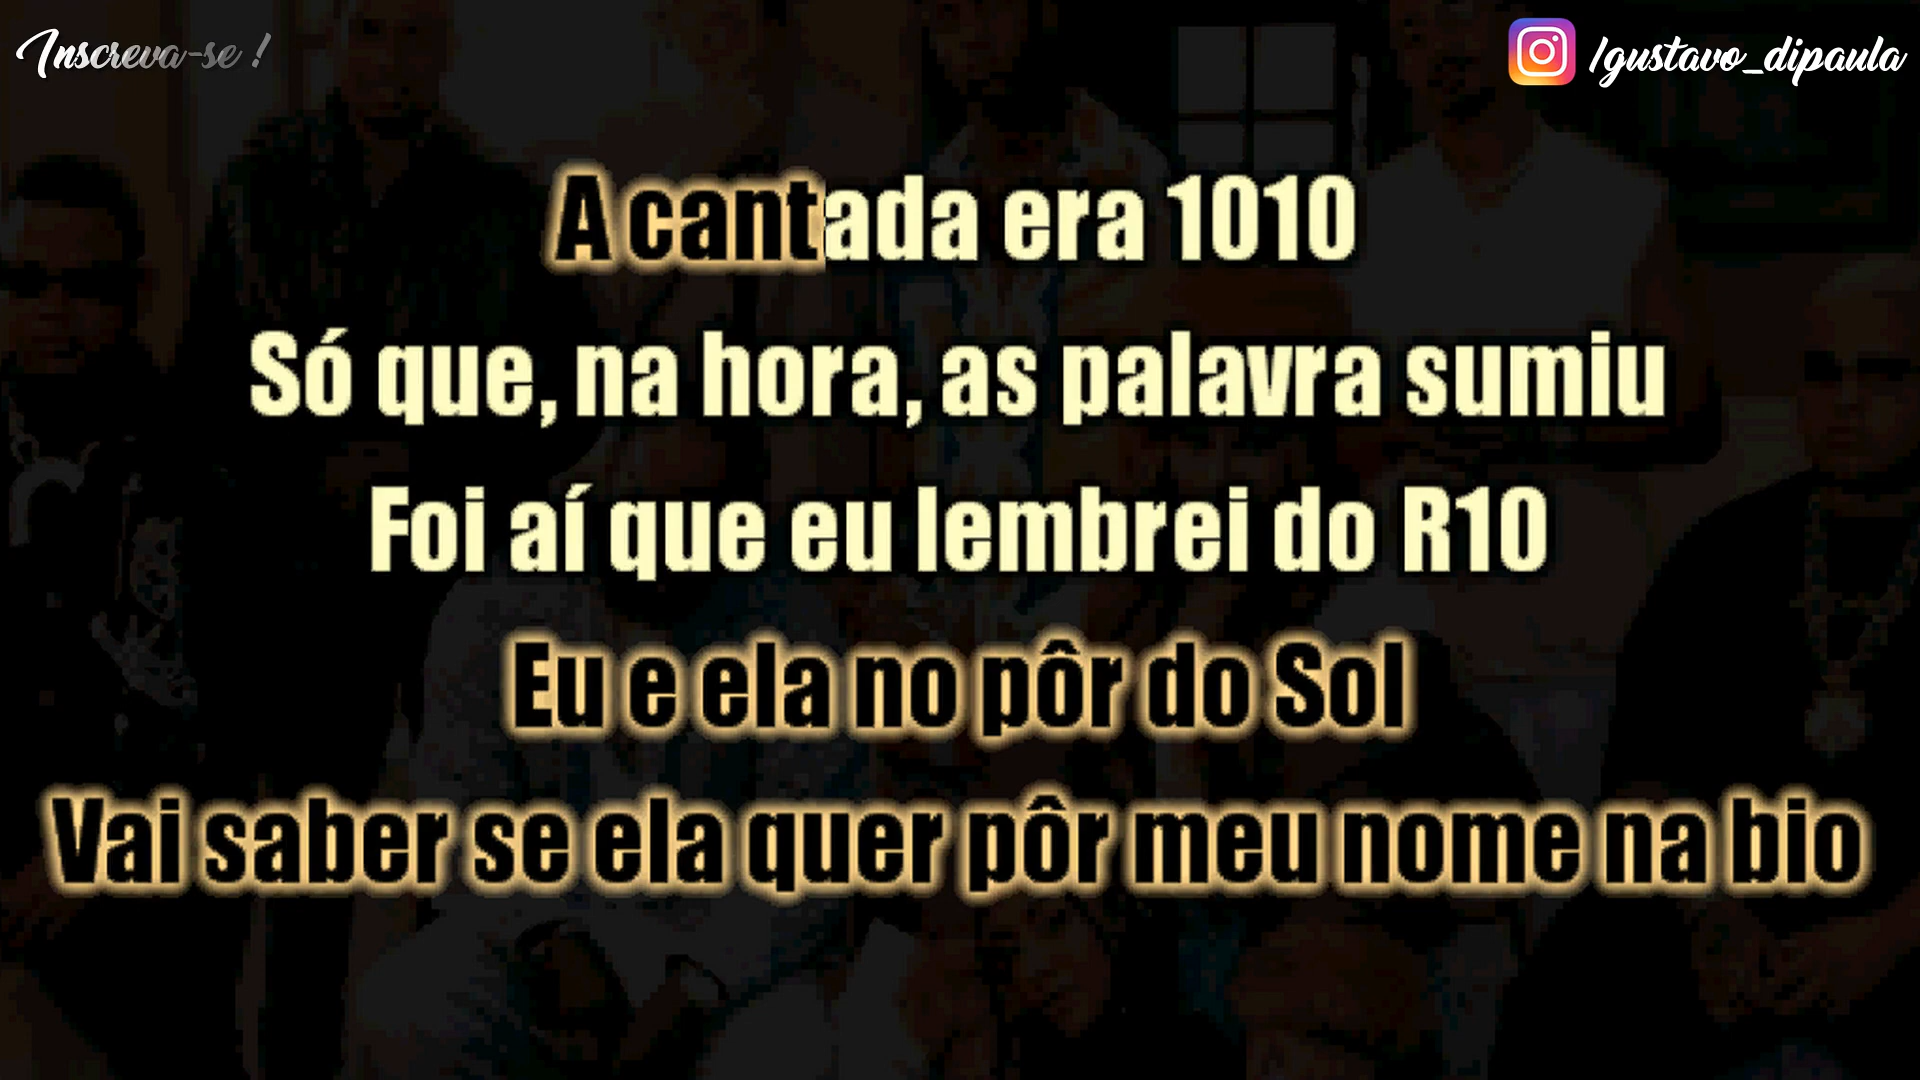 Inscreva-se !
/gustavo_dipaula
A cantada era 1010
Só que, na hora, as palavra sumiu
Foi aí que eu lembrei do R10
Eu e ela no pôr do Sol
Vai saber se ela quer pôr meu nome na bio